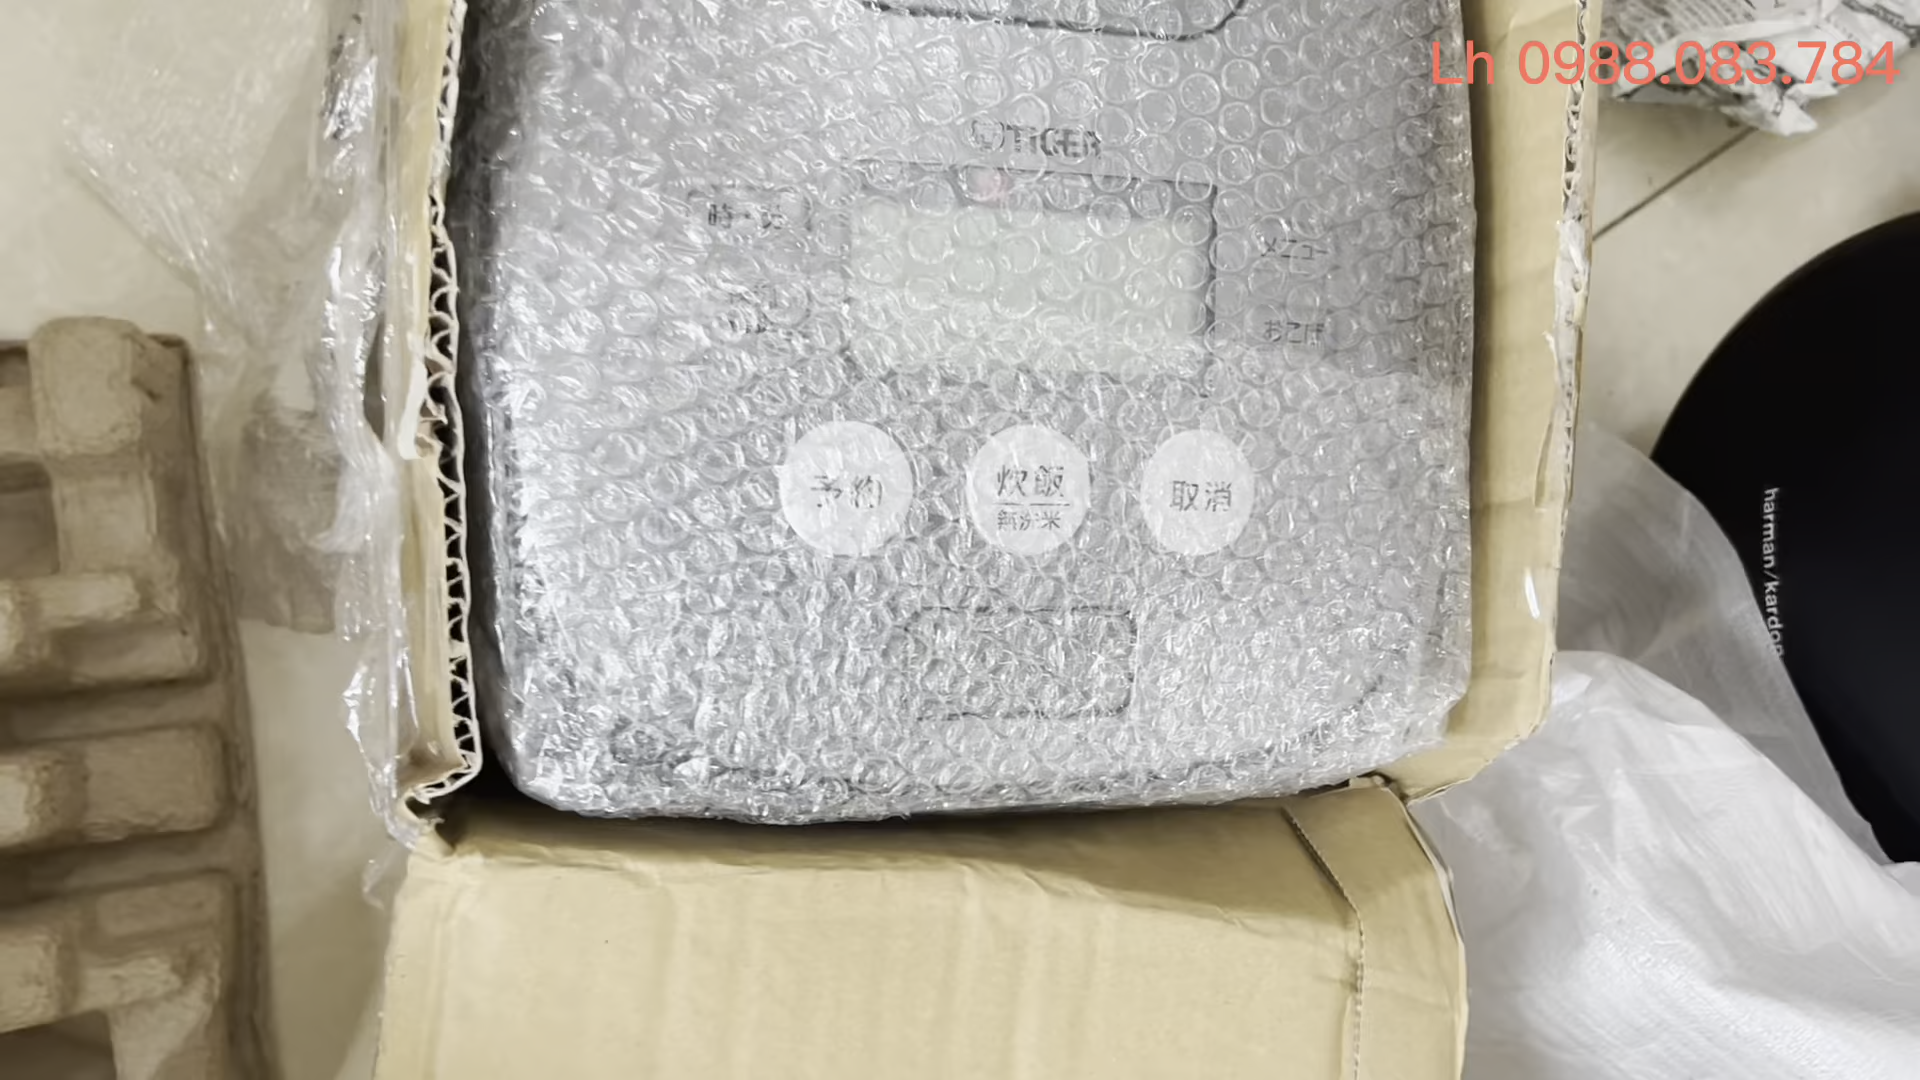 Lh 0988.083.784
TIGER
時・分
メニュー
おこげ
予約
炊飯
無洗米
取消
harman/kardon